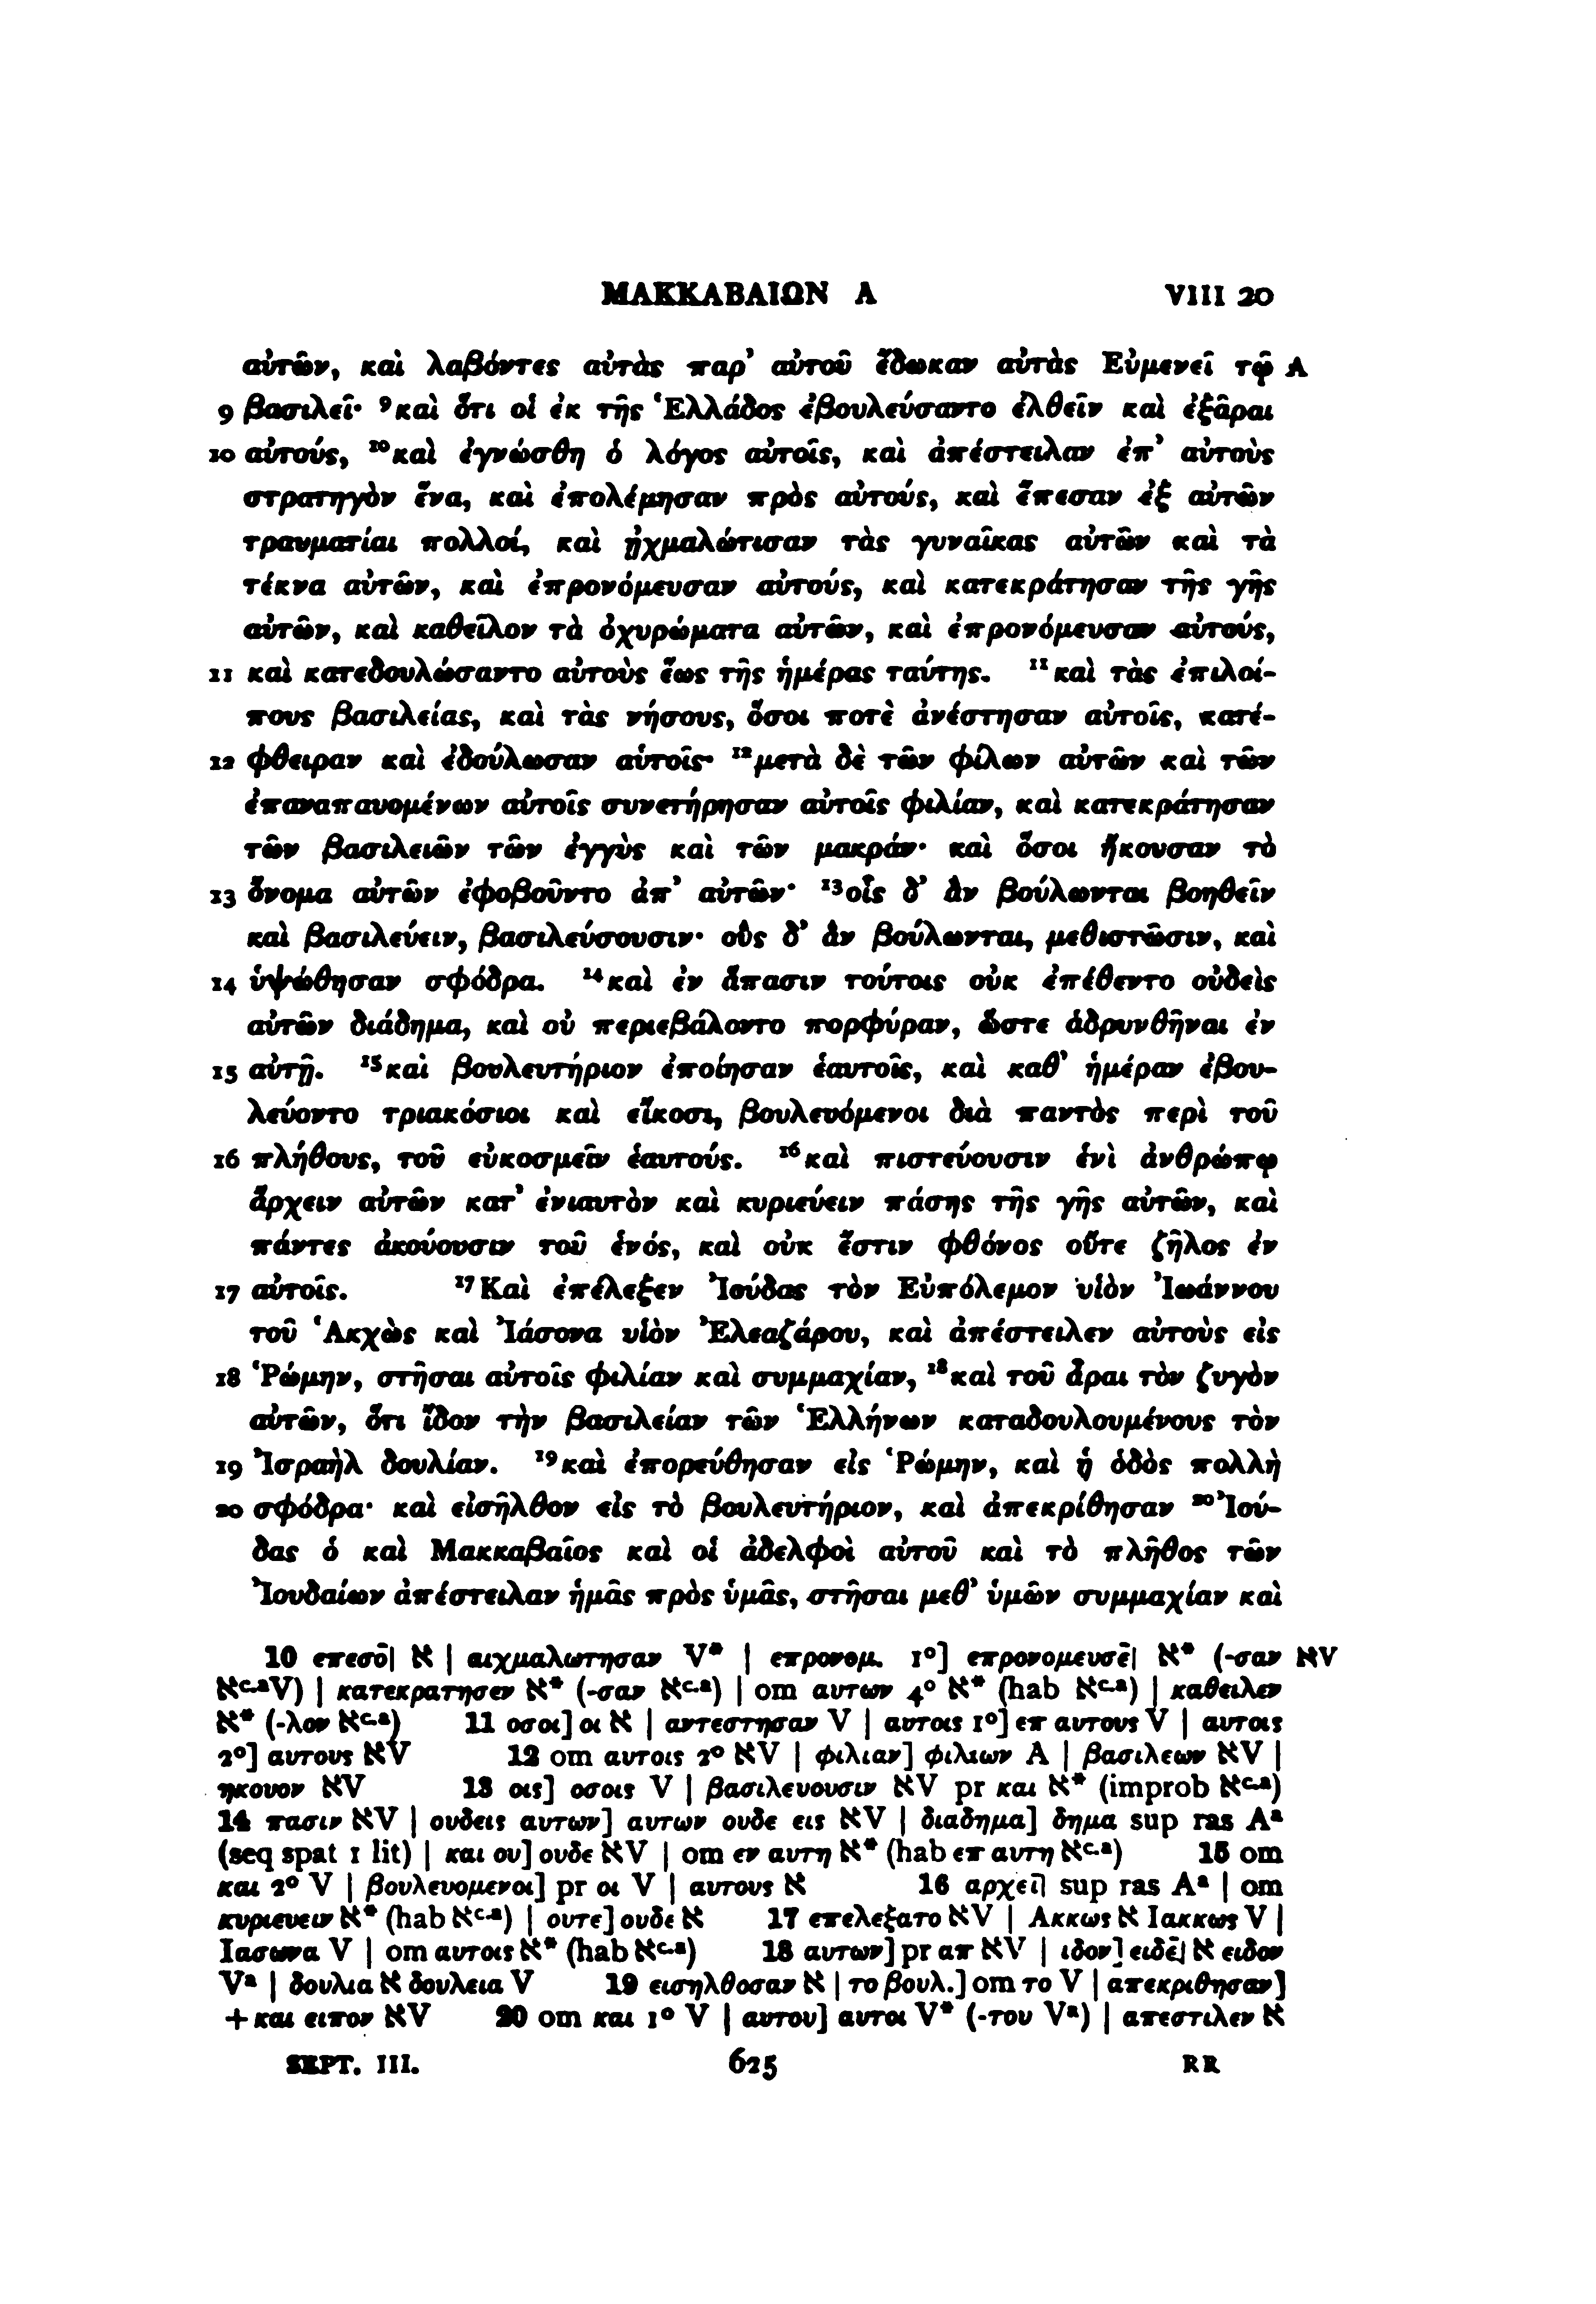 ΜΑΚΚΑΒΑΙΩΝ Α VIII 20
αὐτῶν, καὶ λαβόντες αὐτὰς παρ᾽ αὐτοῦ ἔδωκαν αὐτὰς Εὐμενεῖ τῷ A
9 βασιλεῖ· ⁹καὶ ὅτι οἱ ἐκ τῆς Ἑλλάδος ἐβουλεύσαντο ἐλθεῖν καὶ ἐξᾶραι
10 αὐτούς, ¹⁰καὶ ἐγνώσθη ὁ λόγος αὐτοῖς, καὶ ἀπέστειλαν ἐπ᾽ αὐτοὺς
στρατηγὸν ἕνα, καὶ ἐπολέμησαν πρὸς αὐτούς, καὶ ἔπεσαν ἐξ αὐτῶν
τραυματίαι πολλοί, καὶ ᾐχμαλώτισαν τὰς γυναῖκας αὐτῶν καὶ τὰ
τέκνα αὐτῶν, καὶ ἐπρονόμευσαν αὐτούς, καὶ κατεκράτησαν τῆς γῆς
αὐτῶν, καὶ καθεῖλον τὰ ὀχυρώματα αὐτῶν, καὶ ἐπρονόμευσαν αὐτούς,
11 καὶ κατεδουλώσαντο αὐτοὺς ἕως τῆς ἡμέρας ταύτης. ¹¹καὶ τὰς ἐπιλοί-
πους βασιλείας, καὶ τὰς νήσους, ὅσοι ποτὲ ἀνέστησαν αὐτοῖς, κατέ-
12 φθειραν καὶ ἐδούλωσαν αὑτοῖς· ¹²μετὰ δὲ τῶν φίλων αὐτῶν καὶ τῶν
ἐπαναπαυομένων αὐτοῖς συνετήρησαν αὐτοῖς φιλίαν, καὶ κατεκράτησαν
τῶν βασιλειῶν τῶν ἐγγὺς καὶ τῶν μακράν· καὶ ὅσοι ἤκουσαν τὸ
13 ὄνομα αὐτῶν ἐφοβοῦντο ἀπ᾽ αὐτῶν· ¹³οἷς δ᾽ ἂν βούλωνται βοηθεῖν
καὶ βασιλεύειν, βασιλεύσουσιν· οὓς δ᾽ ἂν βούλωνται, μεθιστῶσιν, καὶ
14 ὑψώθησαν σφόδρα. ¹⁴καὶ ἐν ἅπασιν τούτοις οὐκ ἐπέθεντο οὐδεὶς
αὐτῶν διάδημα, καὶ οὐ περιεβάλοντο πορφύραν, ὥστε ἁδρυνθῆναι ἐν
15 αὐτῇ. ¹⁵καὶ βουλευτήριον ἐποίησαν ἑαυτοῖς, καὶ καθ᾽ ἡμέραν ἐβου-
λεύοντο τριακόσιοι καὶ εἴκοσι, βουλευόμενοι διὰ παντὸς περὶ τοῦ
16 πλήθους, τοῦ εὐκοσμεῖν ἑαυτούς. ¹⁶καὶ πιστεύουσιν ἑνὶ ἀνθρώπῳ
ἄρχειν αὐτῶν κατ᾽ ἐνιαυτὸν καὶ κυριεύειν πάσης τῆς γῆς αὐτῶν, καὶ
πάντες ἀκούουσιν τοῦ ἑνός, καὶ οὐκ ἔστιν φθόνος οὔτε ζῆλος ἐν
17 αὐτοῖς. ¹⁷Καὶ ἐπέλεξεν Ἰούδας τὸν Εὐπόλεμον υἱὸν Ἰωάννου
τοῦ Ἁκχὼς καὶ Ἰάσονα υἱὸν Ἐλεαζάρου, καὶ ἀπέστειλεν αὐτοὺς εἰς
18 Ῥώμην, στῆσαι αὐτοῖς φιλίαν καὶ συμμαχίαν, ¹⁸καὶ τοῦ ἆραι τὸν ζυγὸν
αὐτῶν, ὅτι ἴδον τὴν βασιλείαν τῶν Ἑλλήνων καταδουλουμένους τὸν
19 Ἰσραὴλ δουλίαν. ¹⁹καὶ ἐπορεύθησαν εἰς Ῥώμην, καὶ ἡ ὁδὸς πολλὴ
20 σφόδρα· καὶ εἰσῆλθον εἰς τὸ βουλευτήριον, καὶ ἀπεκρίθησαν ²⁰Ἰού-
δας ὁ καὶ Μακκαβαῖος καὶ οἱ ἀδελφοὶ αὐτοῦ καὶ τὸ πλῆθος τῶν
Ἰουδαίων ἀπέστειλαν ἡμᾶς πρὸς ὑμᾶς, στῆσαι μεθ᾽ ὑμῶν συμμαχίαν καὶ
10 επεσο̄| א | αιχμαλωτησαν V* | επρονομ. 1°] επρονομευσε̄| א* (-σαν אV
אc.aV) | κατεκρατησεν א* (-σαν אc.a) | om αυτων 4° א* (hab אc.a) | καθειλεν
א* (-λον אc.a) 11 οσοι] οι א | αντεστησαν V | αυτοις 1°] επ αυτους V | αυτοις
2°] αυτους אV 12 om αυτοις 2° אV | φιλιαν] φιλιων A | βασιλεων אV |
ηκουον אV 13 οις] οσοις V | βασιλευουσιν אV pr και א* (improb אc.a)
14 πασιν אV | ουδεις αυτων] αυτων ουδε εις אV | διαδημα] δημα sup ras Aa
(seq spat 1 lit) | και ου] ουδε אV | om εν αυτη א* (hab επ αυτη אc.a) 15 om
και 2° V | βουλευομενοι] pr οι V | αυτους א 16 αρχεῑ] sup ras Aa | om
κυριευειν א* (hab אc.a) | ουτε] ουδε א 17 επελεξατο אV | Ακκως א Ιακκως V |
Ιασωνα V | om αυτοις א* (hab אc.a) 18 αυτων] pr απ אV | ιδον] ειδε̄| א ειδον
Va | δουλια א δουλεια V 19 εισηλθοσαν א | το βουλ.] om το V | απεκριθησαν]
+ και ειπον אV 20 om και 1° V | αυτου] αυτοι V* (-του Va) | απεστιλεν א
SEPT. III. 625 RR